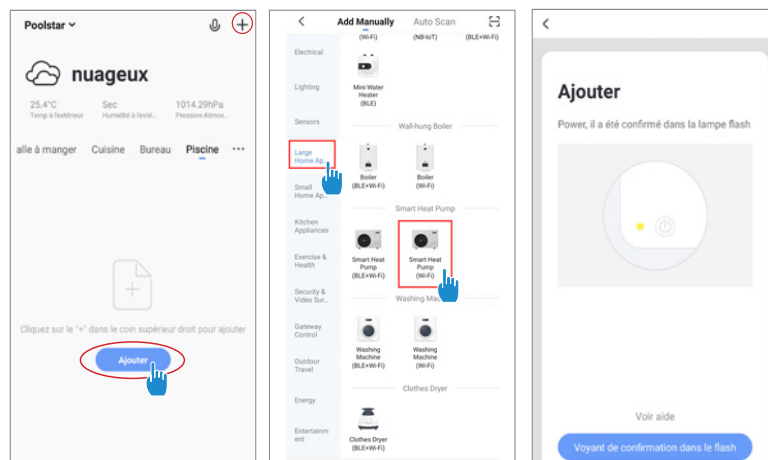 Poolstar
nuageux
25.4°C Sec 1014.29hPa
Temp à l'extérieur Humidité à l'exté... Pression Atmos...
alle à manger Cuisine Bureau Piscine ...
Cliquez sur le "+" dans le coin supérieur droit pour ajouter
Ajouter
Add Manually Auto Scan
(Wi-Fi) (NB-IoT) (BLE+Wi-Fi)
Electrical
Lighting
Sensors
Large
Home Ap...
Small
Home Ap...
Kitchen
Appliances
Exercise &
Health
Security &
Video Sur...
Gateway
Control
Outdoor
Travel
Energy
Entertainm
ent
Mini Water
Heater
(BLE)
Wall-hung Boiler
Boiler
(BLE+Wi-Fi)
Boiler
(Wi-Fi)
Smart Heat Pump
Smart Heat
Pump
(BLE+Wi-Fi)
Smart Heat
Pump
(Wi-Fi)
Washing Mac
Washing
Machine
(BLE+Wi-Fi)
Washing
Machine
(Wi-Fi)
Clothes Dryer
Clothes Dryer
(BLE+Wi-Fi)
Ajouter
Power, il a été confirmé dans la lampe flash
Voir aide
Voyant de confirmation dans le flash